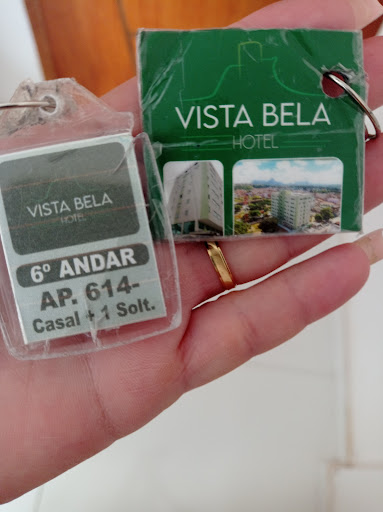 VISTA BELA
HOTEL
VISTA BELA
HOTEL
6º ANDAR
AP. 614-
Casal + 1 Solt.